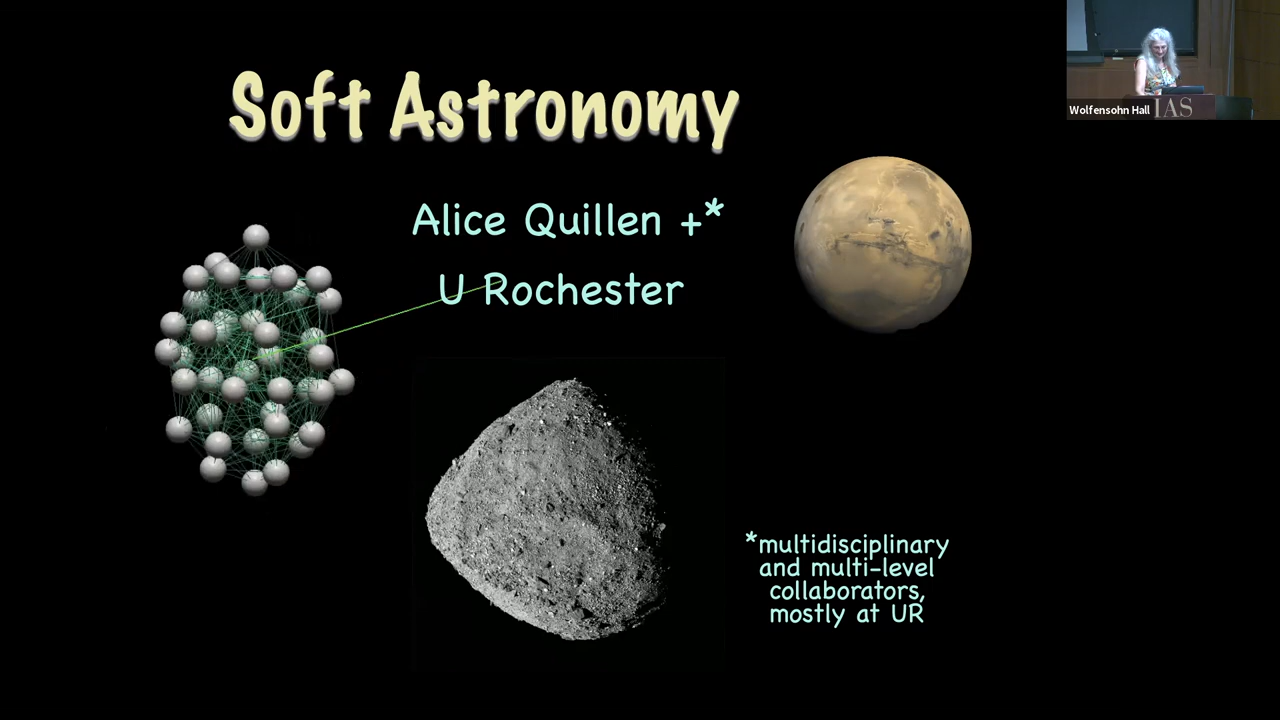 Soft Astronomy
Alice Quillen +*
U Rochester
*multidisciplinary
and multi-level
collaborators,
mostly at UR
Wolfensohn Hall
IAS